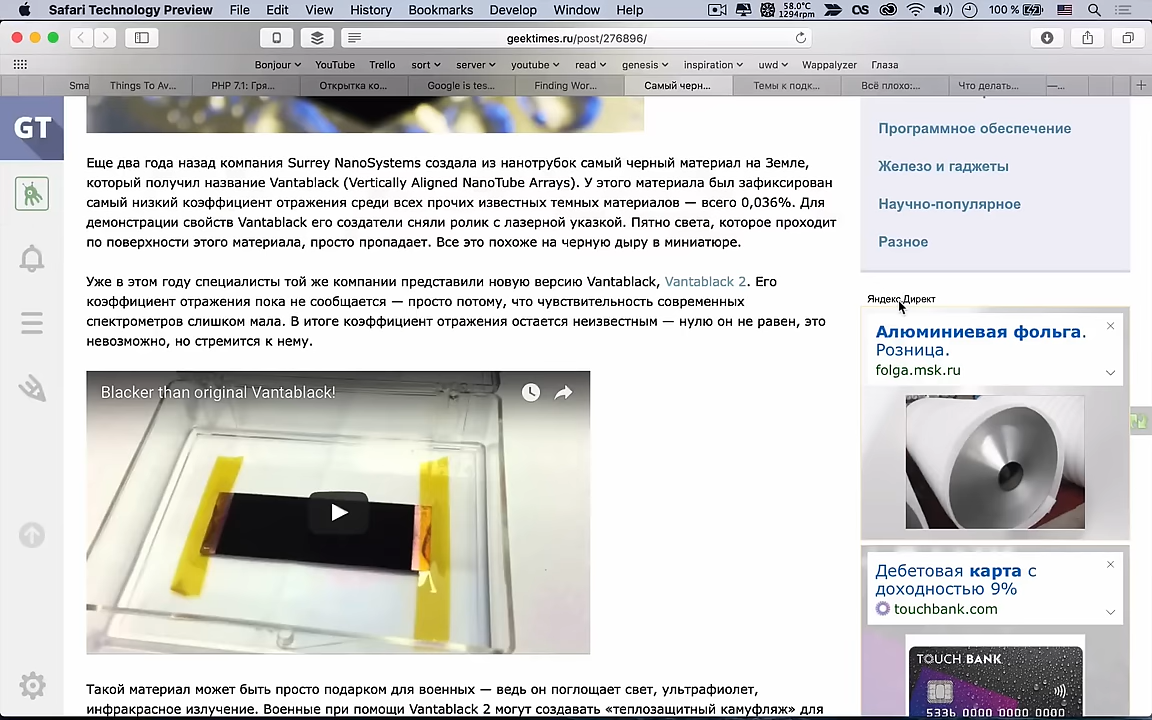 Safari Technology Preview File Edit View History Bookmarks Develop Window Help 58.0°C 1294rpm OS 100 %
geektimes.ru/post/276896/
Bonjour YouTube Trello sort server youtube read genesis inspiration uwd Wappalyzer Глаза
Sma Things To Av... PHP 7.1: Гря... Открытка ко... Google is tes... Finding Wor... Самый черн... Темы к подк... Всё плохо:... Что делать...
GT
Еще два года назад компания Surrey NanoSystems создала из нанотрубок самый черный материал на Земле,
который получил название Vantablack (Vertically Aligned NanoTube Arrays). У этого материала был зафиксирован
самый низкий коэффициент отражения среди всех прочих известных темных материалов — всего 0,036%. Для
демонстрации свойств Vantablack его создатели сняли ролик с лазерной указкой. Пятно света, которое проходит
по поверхности этого материала, просто пропадает. Все это похоже на черную дыру в миниатюре.
Уже в этом году специалисты той же компании представили новую версию Vantablack, Vantablack 2. Его
коэффициент отражения пока не сообщается — просто потому, что чувствительность современных
спектрометров слишком мала. В итоге коэффициент отражения остается неизвестным — нулю он не равен, это
невозможно, но стремится к нему.
Blacker than original Vantablack!
Такой материал может быть просто подарком для военных — ведь он поглощает свет, ультрафиолет,
инфракрасное излучение. Военные при помощи Vantablack 2 могут создавать «теплозащитный камуфляж» для
Программное обеспечение
Железо и гаджеты
Научно-популярное
Разное
Яндекс.Директ
Алюминиевая фольга.
Розница.
folga.msk.ru
Дебетовая карта с
доходностью 9%
touchbank.com
TOUCH BANK
5336 0000 0000 0000